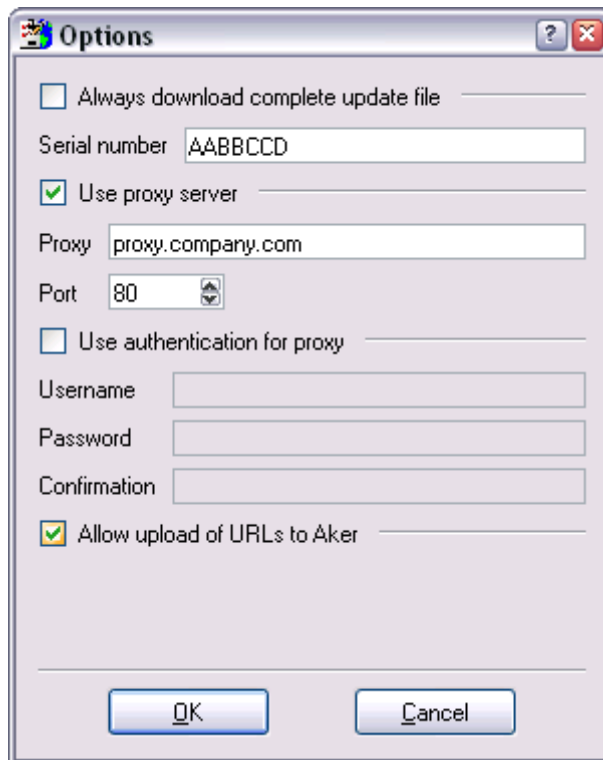 Options
Always download complete update file
Serial number AABBCCD
Use proxy server
Proxy proxy.company.com
Port 80
Use authentication for proxy
Username
Password
Confirmation
Allow upload of URLs to Aker
OK Cancel